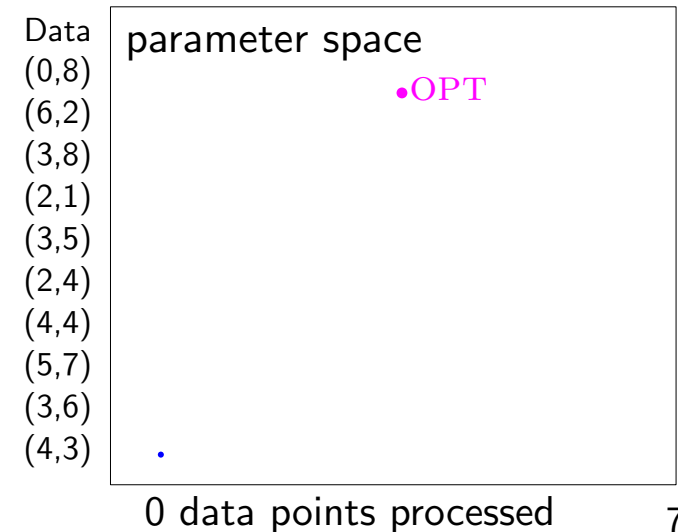 Data
(0,8)
(6,2)
(3,8)
(2,1)
(3,5)
(2,4)
(4,4)
(5,7)
(3,6)
(4,3)
parameter space
OPT
0 data points processed
7